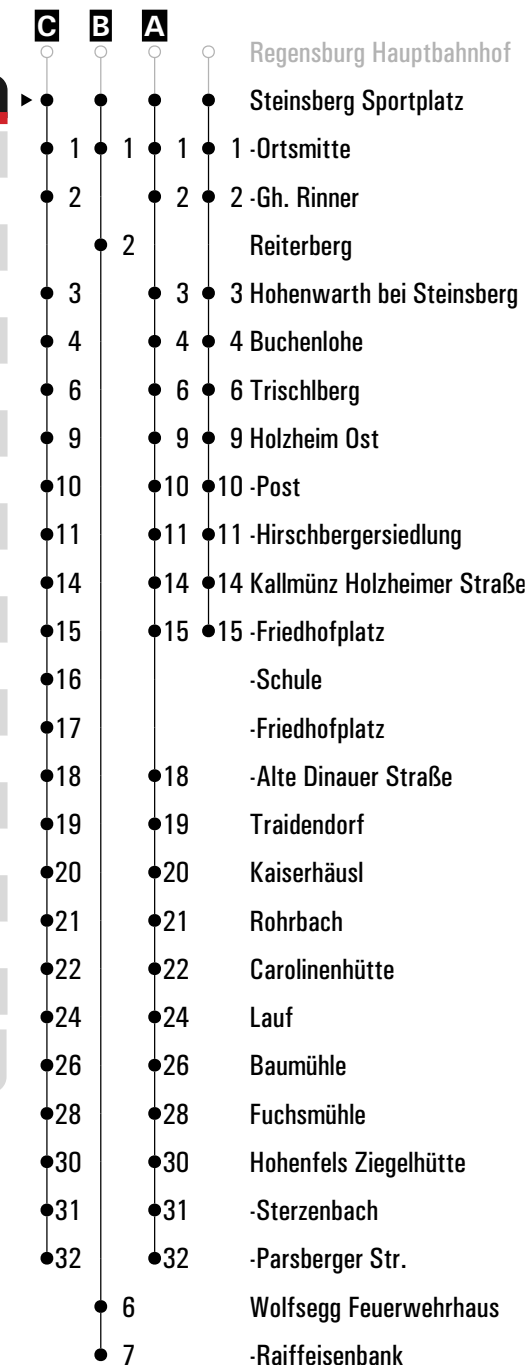 C B A
Regensburg Hauptbahnhof
Steinsberg Sportplatz
1 1 1 1 -Ortsmitte
2 2 2 -Gh. Rinner
2 Reiterberg
3 3 3 Hohenwarth bei Steinsberg
4 4 4 Buchenlohe
6 6 6 Trischlberg
9 9 9 Holzheim Ost
10 10 10 -Post
11 11 11 -Hirschbergersiedlung
14 14 14 Kallmünz Holzheimer Straße
15 15 15 -Friedhofplatz
16 -Schule
17 -Friedhofplatz
18 18 -Alte Dinauer Straße
19 19 Traidendorf
20 20 Kaiserhäusl
21 21 Rohrbach
22 22 Carolinenhütte
24 24 Lauf
26 26 Baumühle
28 28 Fuchsmühle
30 30 Hohenfels Ziegelhütte
31 31 -Sterzenbach
32 32 -Parsberger Str.
6 Wolfsegg Feuerwehrhaus
7 -Raiffeisenbank